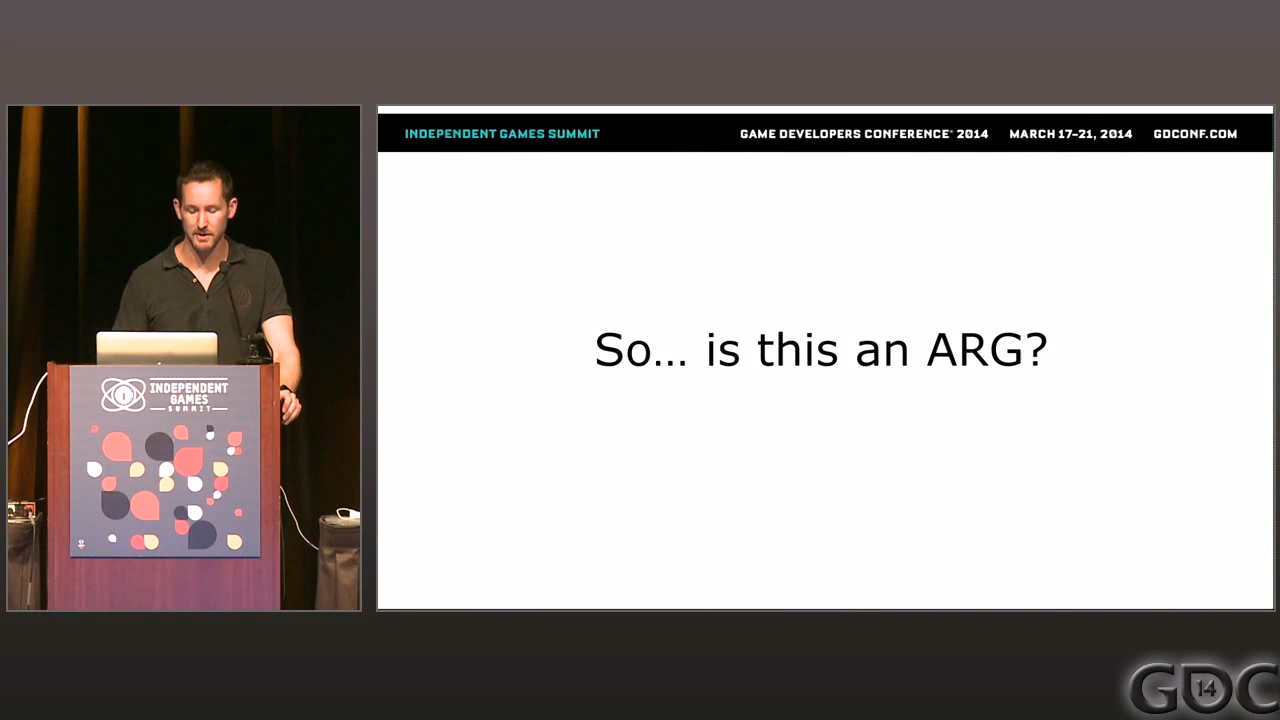 INDEPENDENT GAMES SUMMIT
GAME DEVELOPERS CONFERENCE® 2014 MARCH 17–21, 2014 GDCONF.COM
So... is this an ARG?
INDEPENDENT
GAMES
SUMMIT
GDC
14